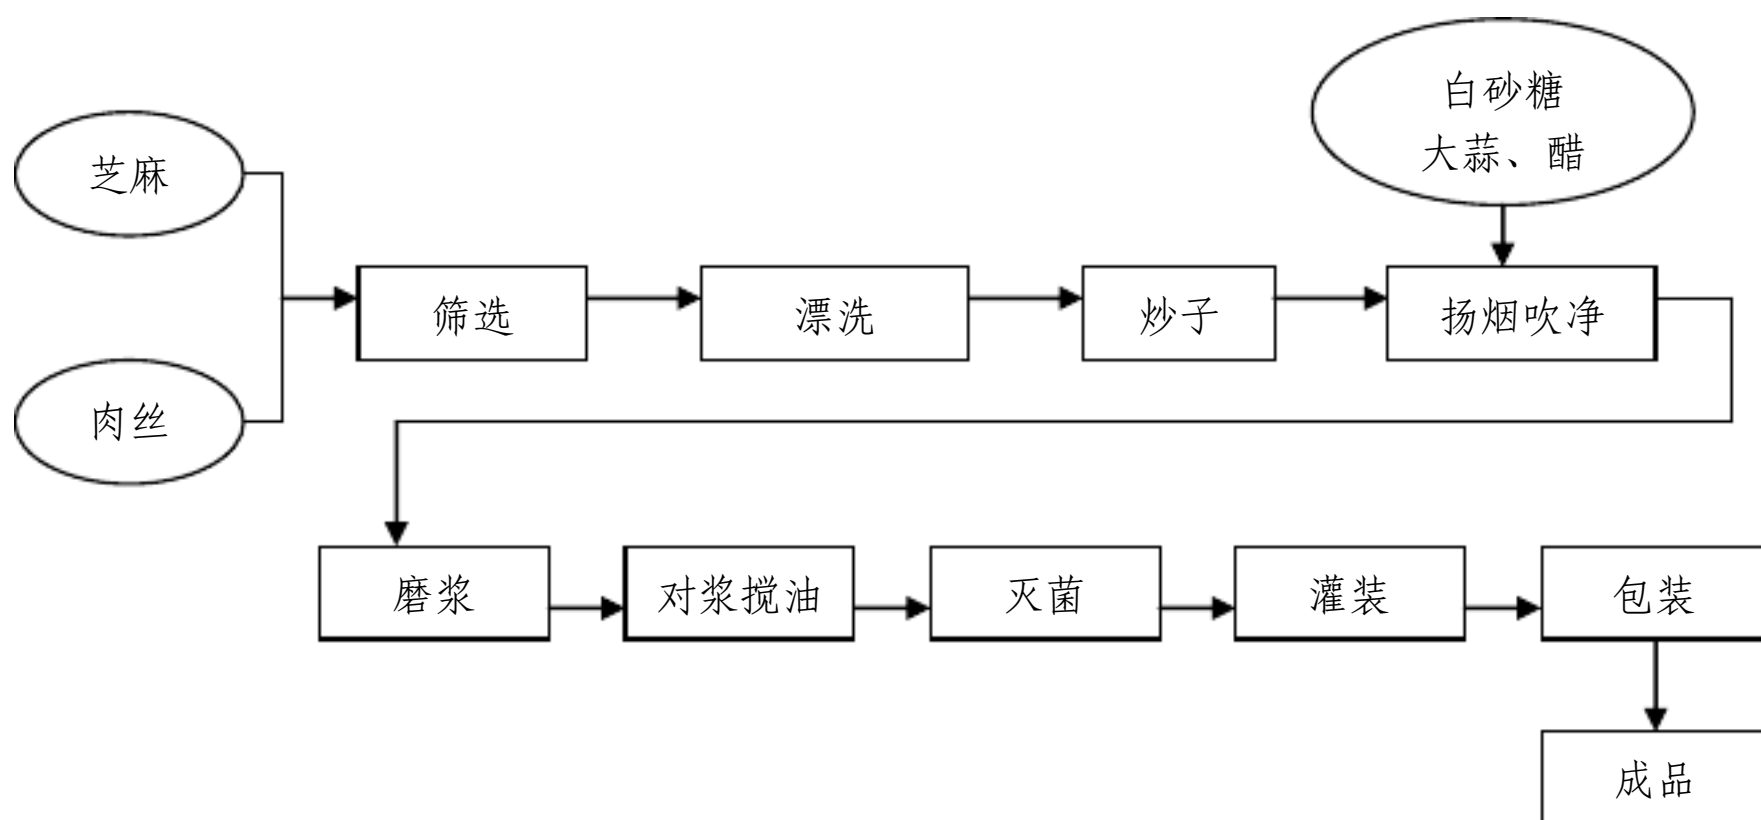 白砂糖
大蒜、醋
芝麻
肉丝
筛选
漂洗
炒子
扬烟吹净
磨浆
对浆搅油
灭菌
灌装
包装
成品